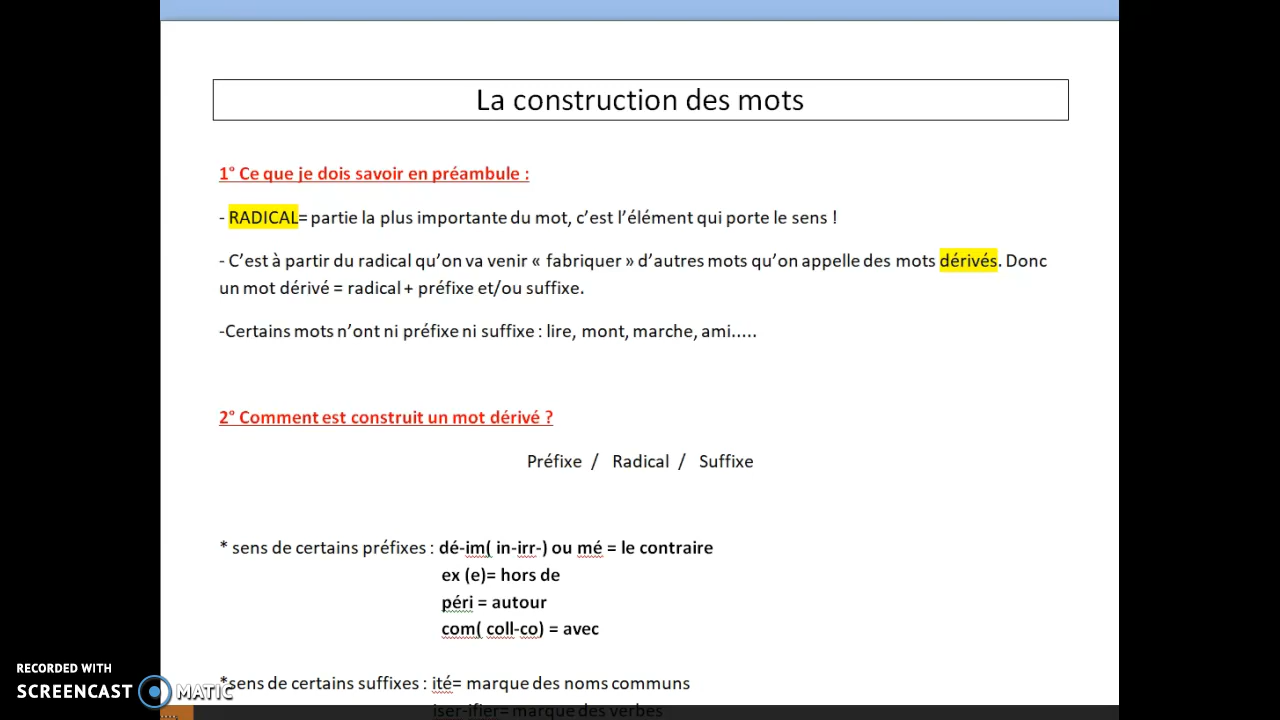 La construction des mots
1° Ce que je dois savoir en préambule :
- RADICAL= partie la plus importante du mot, c’est l’élément qui porte le sens !
- C’est à partir du radical qu’on va venir « fabriquer » d’autres mots qu’on appelle des mots dérivés. Donc
un mot dérivé = radical + préfixe et/ou suffixe.
-Certains mots n’ont ni préfixe ni suffixe : lire, mont, marche, ami.....
2° Comment est construit un mot dérivé ?
Préfixe / Radical / Suffixe
* sens de certains préfixes : dé-im( in-irr-) ou mé = le contraire
ex (e)= hors de
péri = autour
com( coll-co) = avec
*sens de certains suffixes : ité= marque des noms communs
iser-ifier= marque des verbes
RECORDED WITH
SCREENCAST MATIC